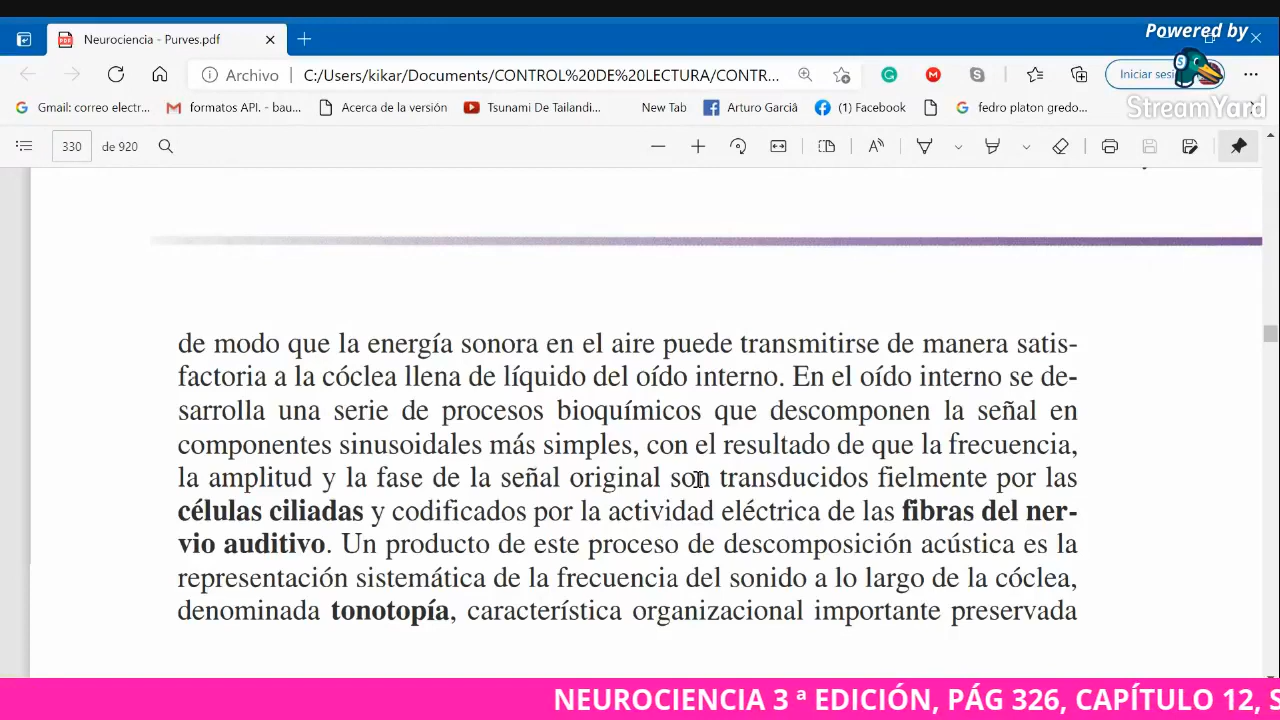 Powered by
Neurociencia - Purves.pdf
Archivo C:/Users/kikar/Documents/CONTROL%20DE%20LECTURA/CONTR...
Iniciar sesi
StreamYard
Gmail: correo electr...
formatos API. - bau...
Acerca de la versión
Tsunami De Tailandi...
New Tab
Arturo Garciâ
(1) Facebook
fedro platon gredo...
330 de 920
de modo que la energía sonora en el aire puede transmitirse de manera satis-
factoria a la cóclea llena de líquido del oído interno. En el oído interno se de-
sarrolla una serie de procesos bioquímicos que descomponen la señal en
componentes sinusoidales más simples, con el resultado de que la frecuencia,
la amplitud y la fase de la señal original son transducidos fielmente por las
células ciliadas y codificados por la actividad eléctrica de las fibras del ner-
vio auditivo. Un producto de este proceso de descomposición acústica es la
representación sistemática de la frecuencia del sonido a lo largo de la cóclea,
denominada tonotopía, característica organizacional importante preservada
NEUROCIENCIA 3 ª EDICIÓN, PÁG 326, CAPÍTULO 12, S